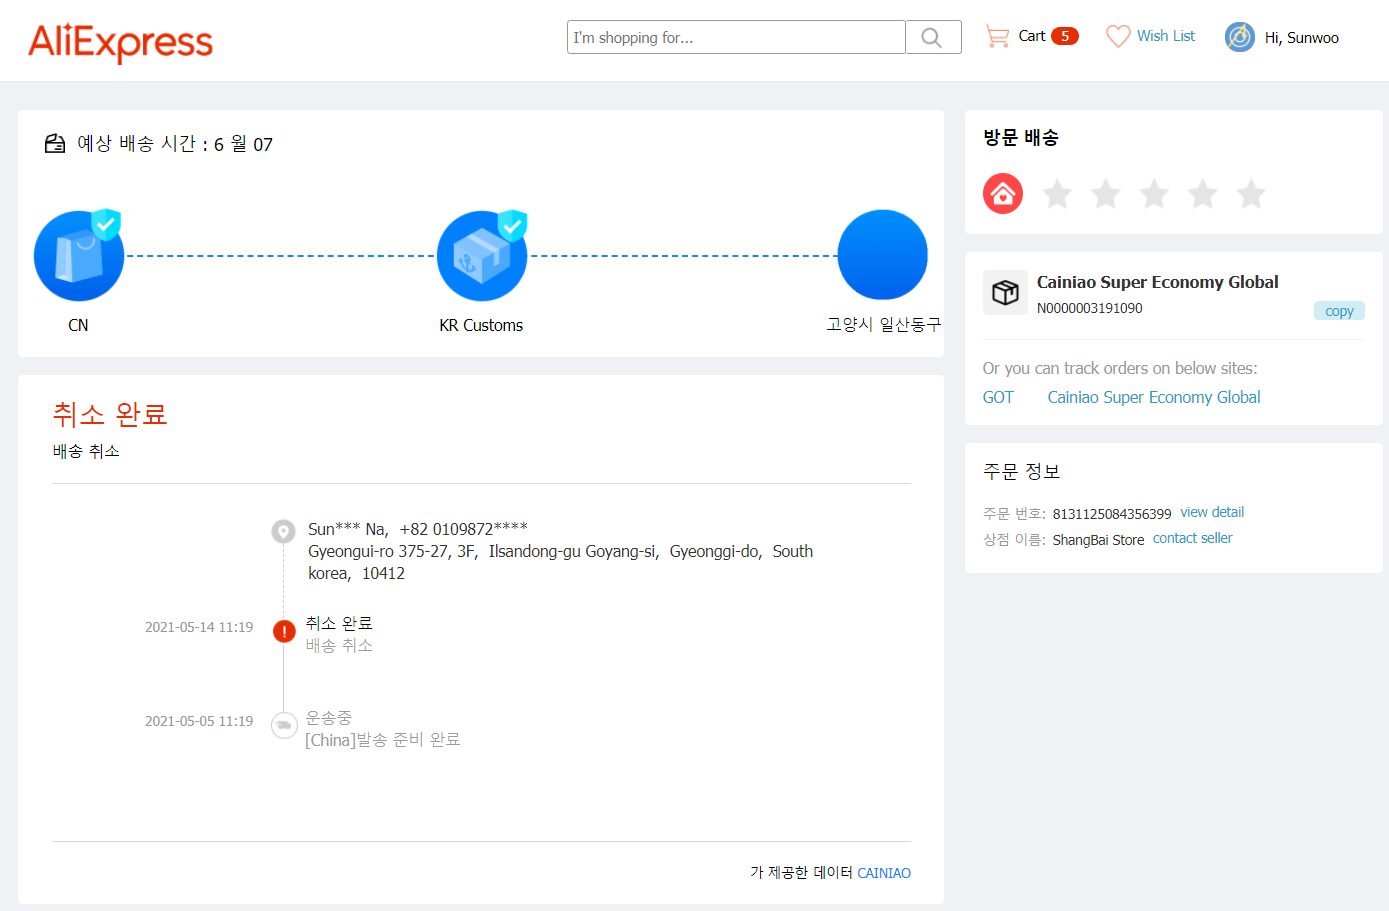 AliExpress
I'm shopping for...
Cart 5
Wish List
Hi, Sunwoo
예상 배송 시간 : 6 월 07
CN
KR Customs
고양시 일산동구
취소 완료
배송 취소
Sun*** Na, +82 0109872****
Gyeongui-ro 375-27, 3F, Ilsandong-gu Goyang-si, Gyeonggi-do, South
korea, 10412
2021-05-14 11:19
취소 완료
배송 취소
2021-05-05 11:19
운송중
[China]발송 준비 완료
가 제공한 데이터 CAINIAO
방문 배송
Cainiao Super Economy Global
N0000003191090
copy
Or you can track orders on below sites:
GOT
Cainiao Super Economy Global
주문 정보
주문 번호: 8131125084356399 view detail
상점 이름: ShangBai Store contact seller